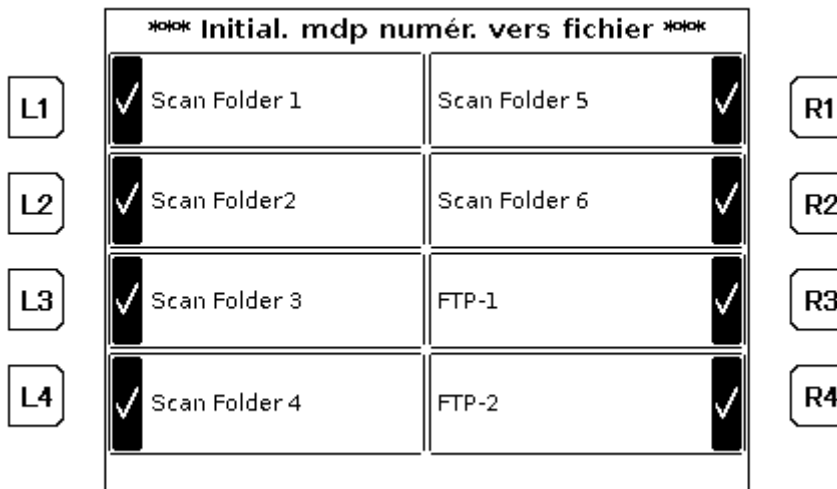 *** Initial. mdp numér. vers fichier ***
L1 Scan Folder 1 Scan Folder 5 R1
L2 Scan Folder2 Scan Folder 6 R2
L3 Scan Folder 3 FTP-1 R3
L4 Scan Folder 4 FTP-2 R4